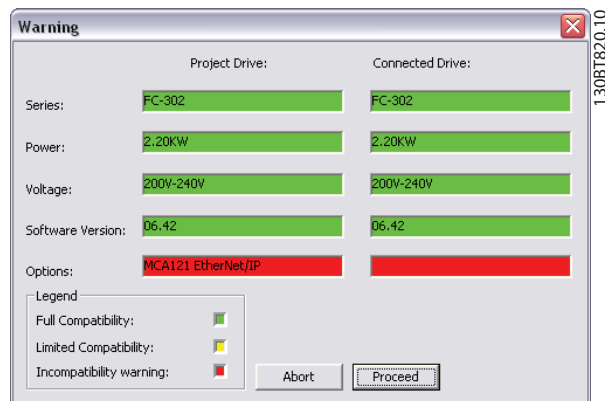 Warning
Project Drive: Connected Drive:
Series: FC-302 FC-302
Power: 2.20KW 2.20KW
Voltage: 200V-240V 200V-240V
Software Version: 06.42 06.42
Options: MCA121 EtherNet/IP
Legend
Full Compatibility:
Limited Compatibility:
Incompatibility warning:
Abort Proceed
130BT820.10